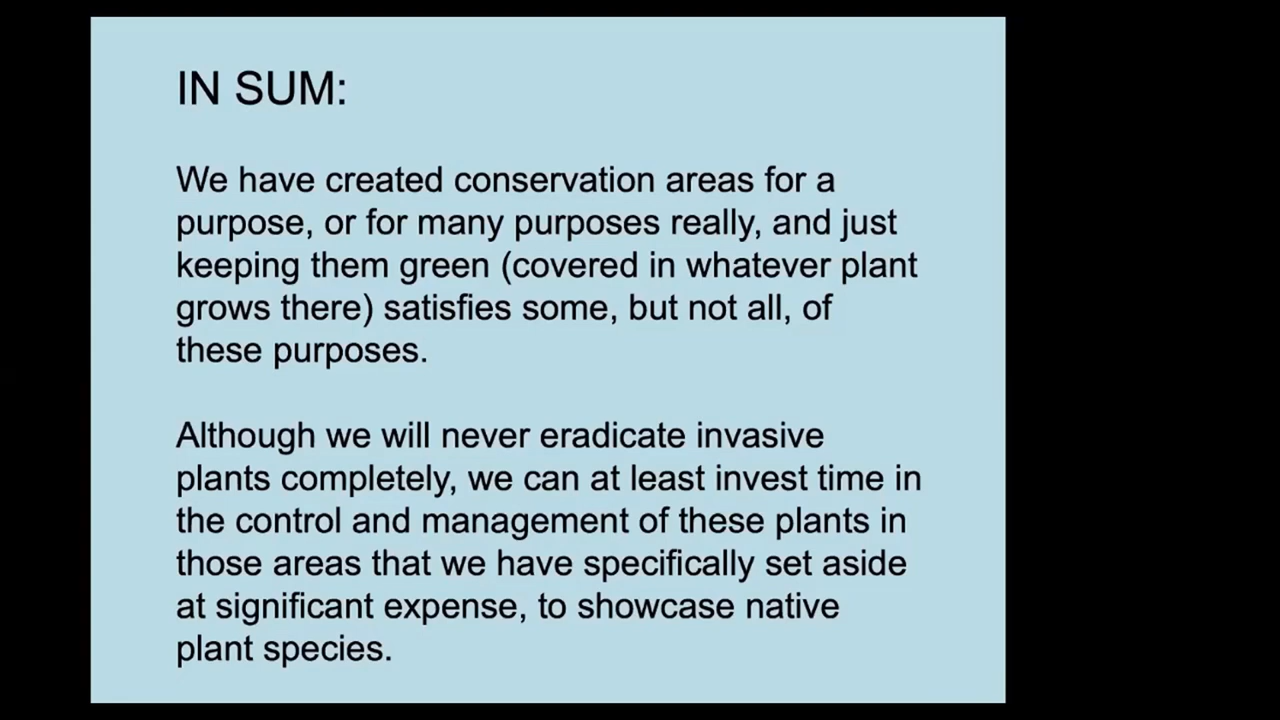 IN SUM:
We have created conservation areas for a
purpose, or for many purposes really, and just
keeping them green (covered in whatever plant
grows there) satisfies some, but not all, of
these purposes.
Although we will never eradicate invasive
plants completely, we can at least invest time in
the control and management of these plants in
those areas that we have specifically set aside
at significant expense, to showcase native
plant species.